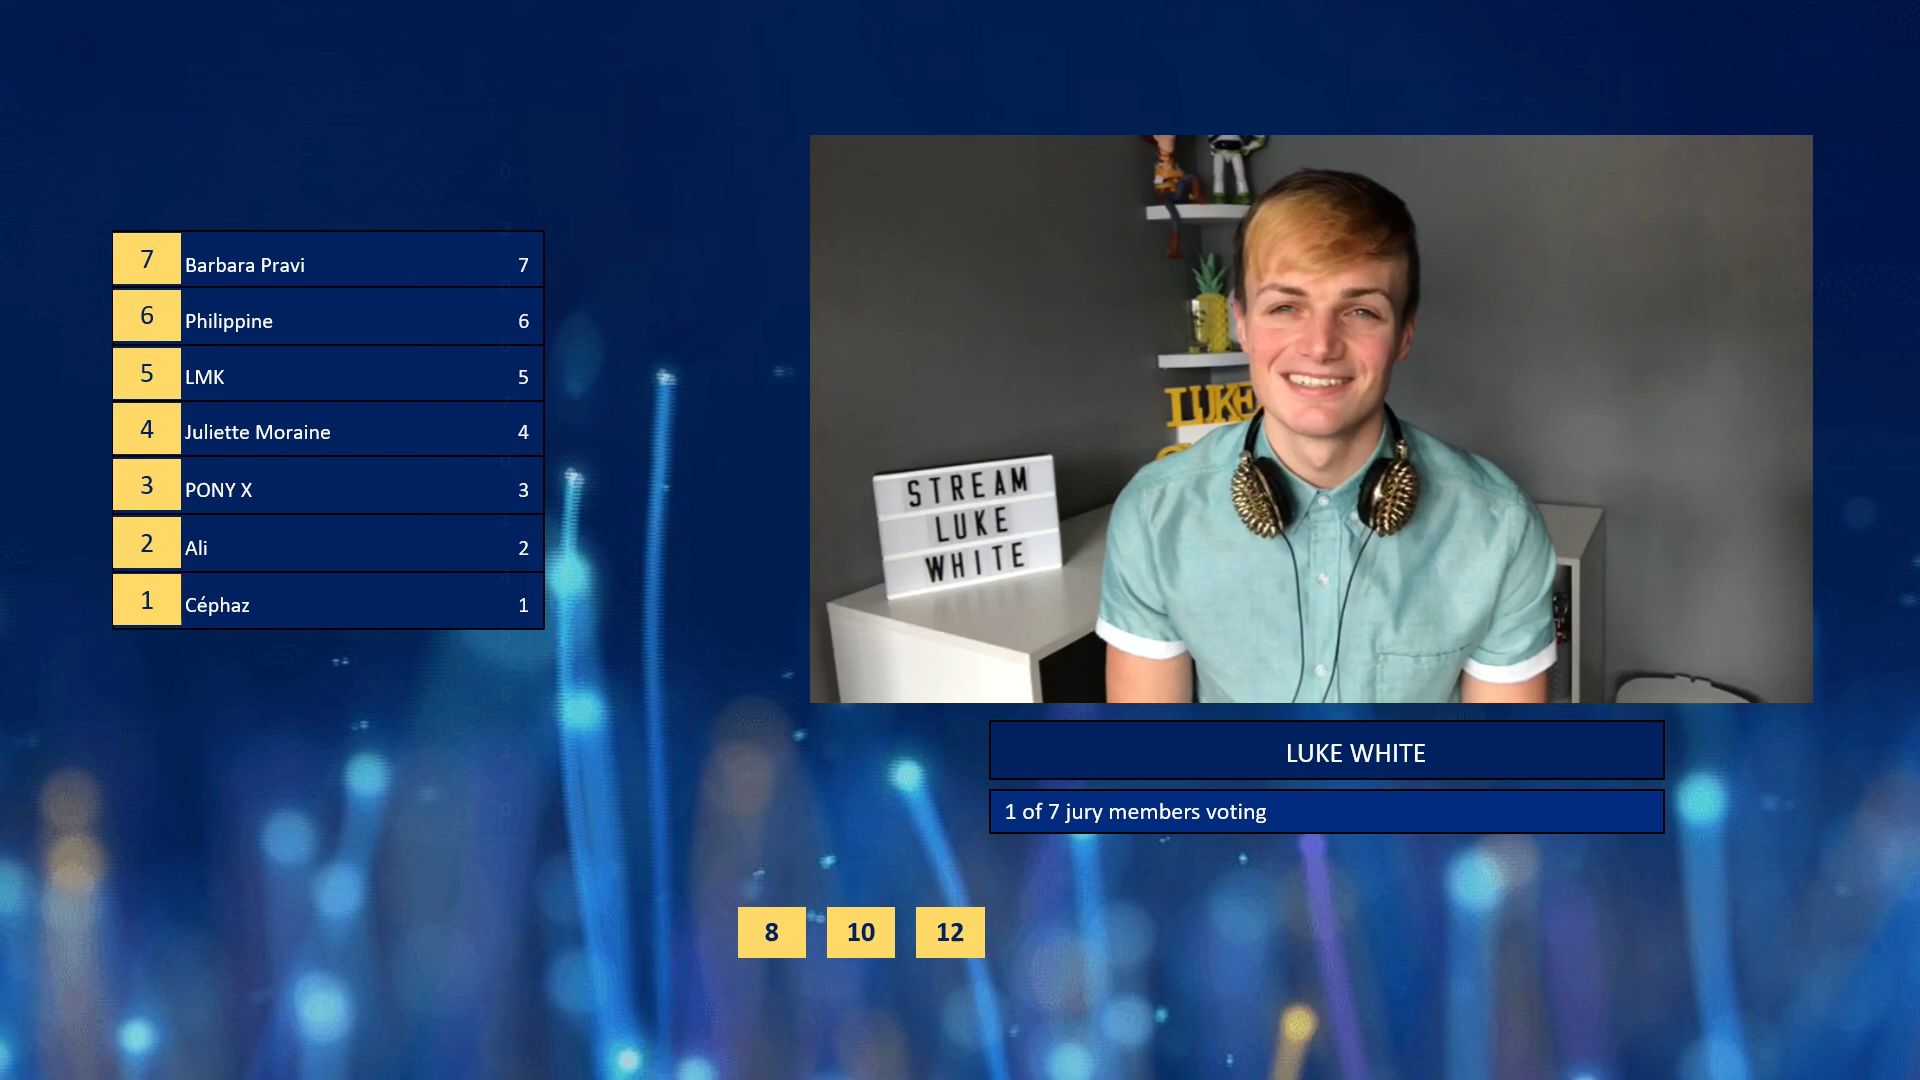 7 Barbara Pravi 7
6 Philippine 6
5 LMK 5
4 Juliette Moraine 4
3 PONY X 3
2 Ali 2
1 Céphaz 1
LUKE
STREAM
LUKE
WHITE
LUKE WHITE
1 of 7 jury members voting
8 10 12